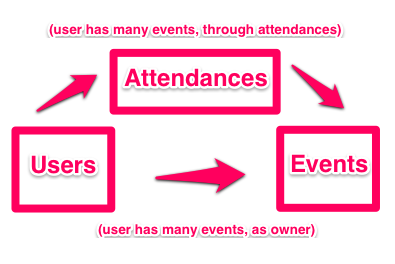 (user has many events, through attendances)
Attendances
Users
Events
(user has many events, as owner)